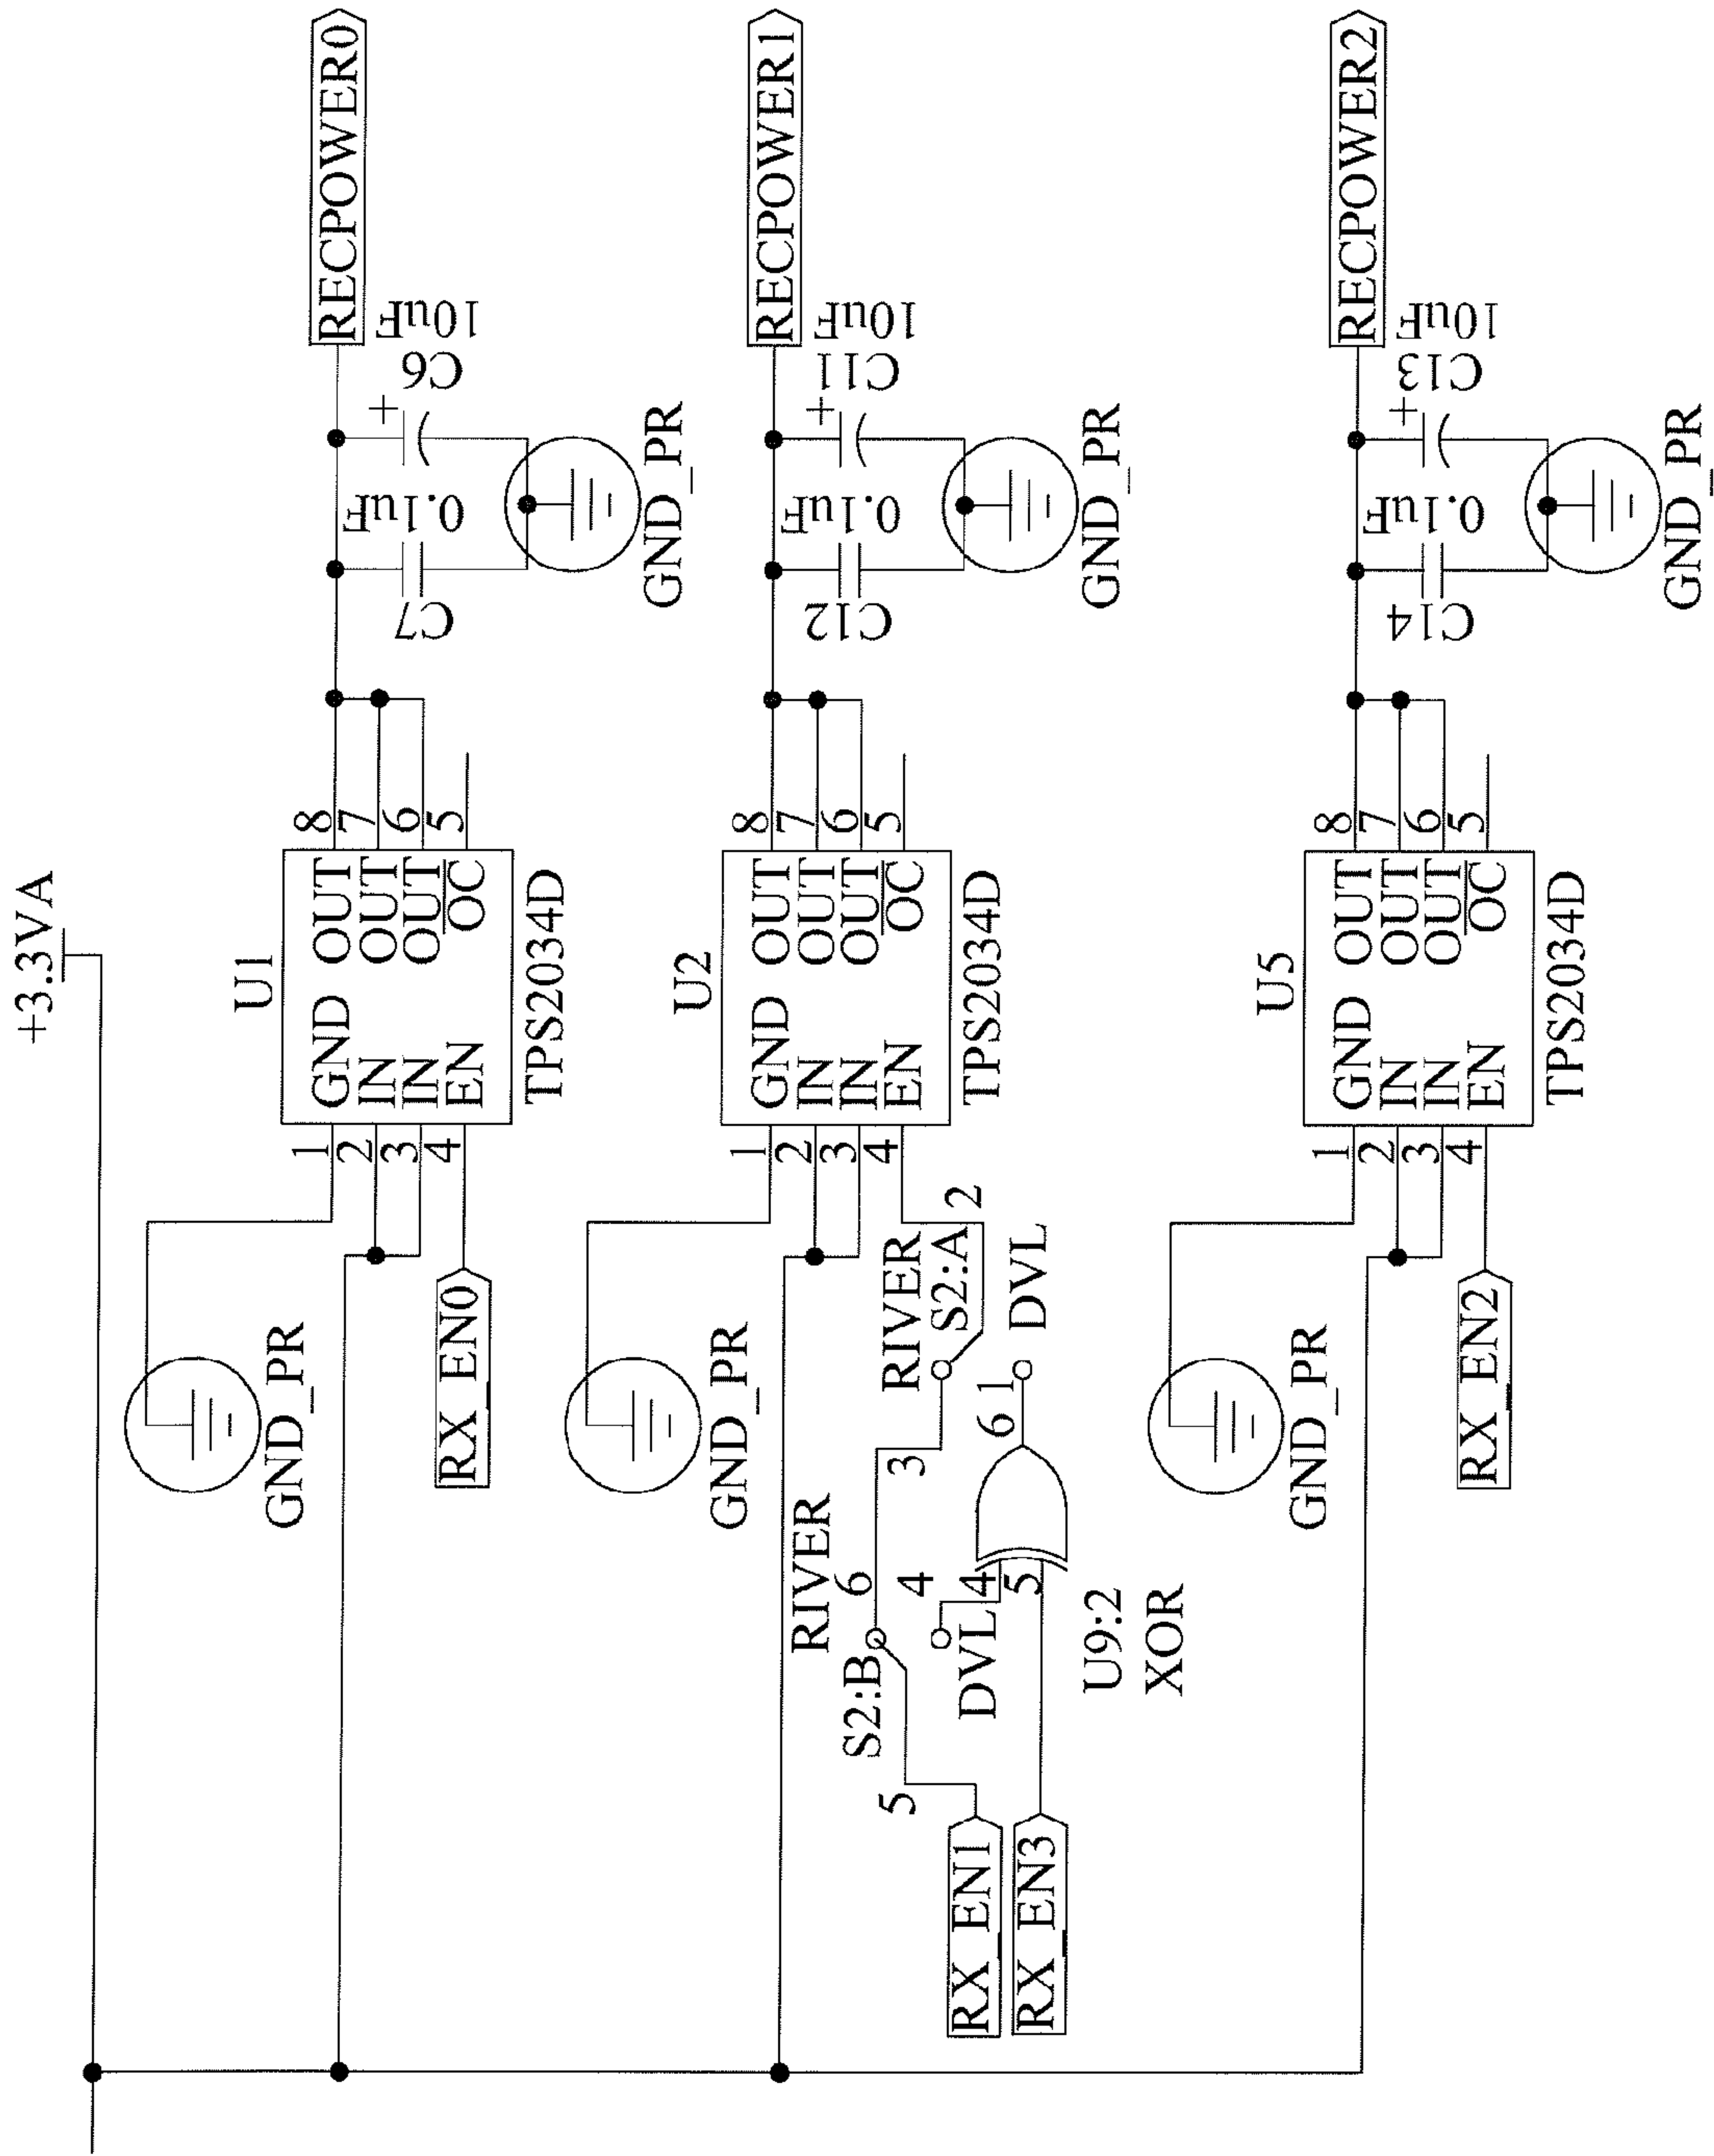 +3.3VA
U1
GND OUT
IN OUT
IN OUT
EN OC
1
2
3
4
8
7
6
5
TPS2034D
GND_PR
RX_EN0
C7
0.1uF
C6
10uF
+
GND_PR
RECPOWER0
U2
GND OUT
IN OUT
IN OUT
EN OC
1
2
3
4
8
7
6
5
TPS2034D
GND_PR
RIVER
S2:A
2
3
DVL
1
6
RIVER
6
S2:B
5
4
DVL
4
5
U9:2
XOR
RX_EN1
RX_EN3
C12
0.1uF
C11
10uF
+
GND_PR
RECPOWER1
U5
GND OUT
IN OUT
IN OUT
EN OC
1
2
3
4
8
7
6
5
TPS2034D
GND_PR
RX_EN2
C14
0.1uF
C13
10uF
+
GND_PR
RECPOWER2